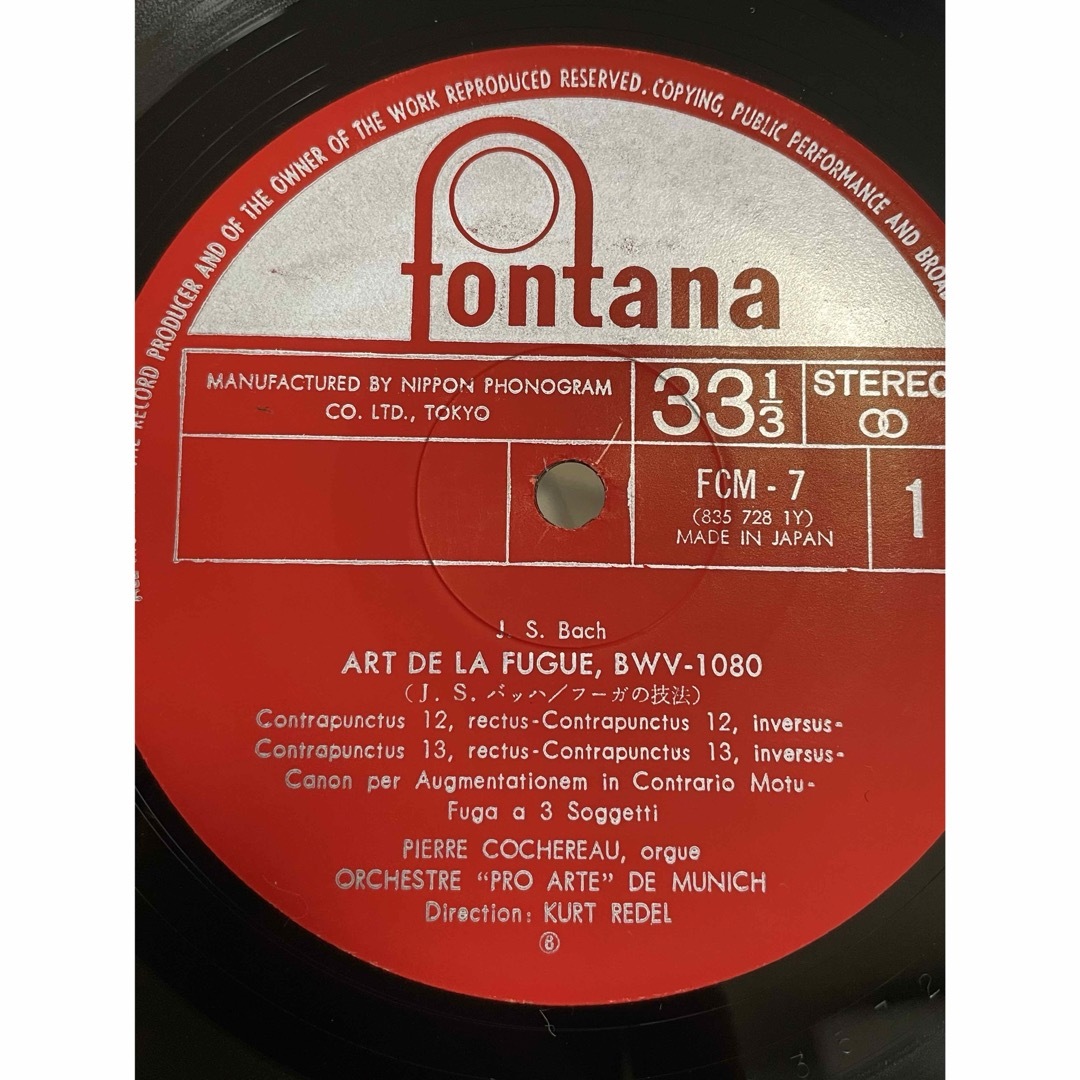 THE RECORD PRODUCER AND OF THE OWNER OF THE WORK REPRODUCED RESERVED. COPYING, PUBLIC PERFORMANCE AND BROAD
fontana
MANUFACTURED BY NIPPON PHONOGRAM
CO. LTD., TOKYO
33 1/3
STEREO
FCM - 7
(835 728 1Y)
MADE IN JAPAN
1
J. S. Bach
ART DE LA FUGUE, BWV-1080
(J. S. バッハ/フーガの技法)
Contrapunctus 12, rectus-Contrapunctus 12, inversus-
Contrapunctus 13, rectus-Contrapunctus 13, inversus-
Canon per Augmentationem in Contrario Motu-
Fuga a 3 Soggetti
PIERRE COCHEREAU, orgue
ORCHESTRE “PRO ARTE” DE MUNICH
Direction: KURT REDEL